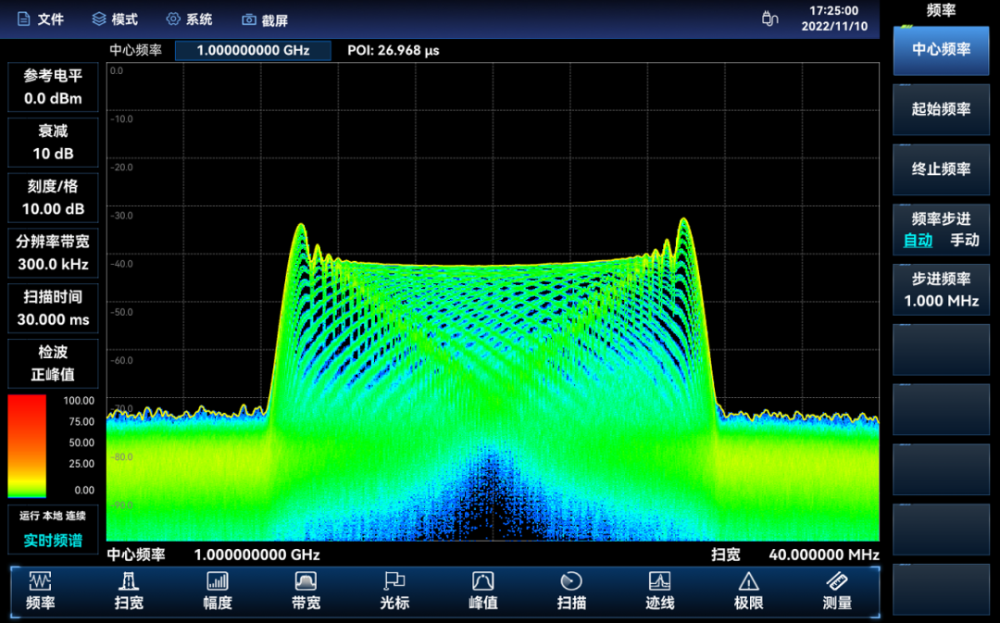 文件 模式 系统 截屏
17:25:00
2022/11/10
中心频率 1.000000000 GHz POI: 26.968 μs
参考电平
0.0 dBm
衰减
10 dB
刻度/格
10.00 dB
分辨率带宽
300.0 kHz
扫描时间
30.000 ms
检波
正峰值
100.00
75.00
50.00
25.00
0.00
运行 本地 连续
实时频谱
0.0
-10.0
-20.0
-30.0
-40.0
-50.0
-60.0
-70.0
-80.0
-90.0
中心频率 1.000000000 GHz 扫宽 40.000000 MHz
频率 扫宽 幅度 带宽 光标 峰值 扫描 迹线 极限 测量
频率
中心频率
起始频率
终止频率
频率步进
自动 手动
步进频率
1.000 MHz